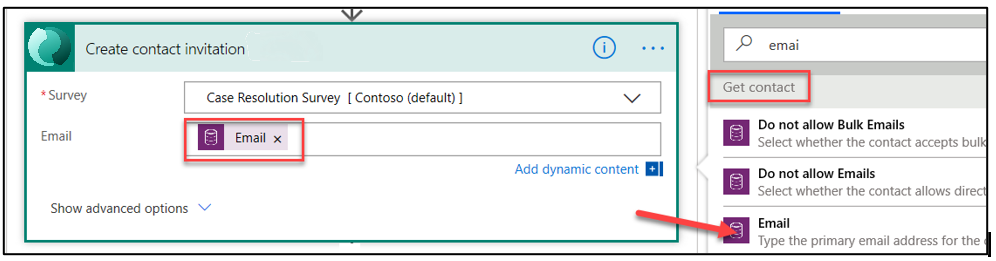 Create contact invitation
* Survey
Case Resolution Survey [ Contoso (default) ]
Email
Email ×
Add dynamic content
Show advanced options
emai
Get contact
Do not allow Bulk Emails
Select whether the contact accepts bulk
Do not allow Emails
Select whether the contact allows direct
Email
Type the primary email address for the